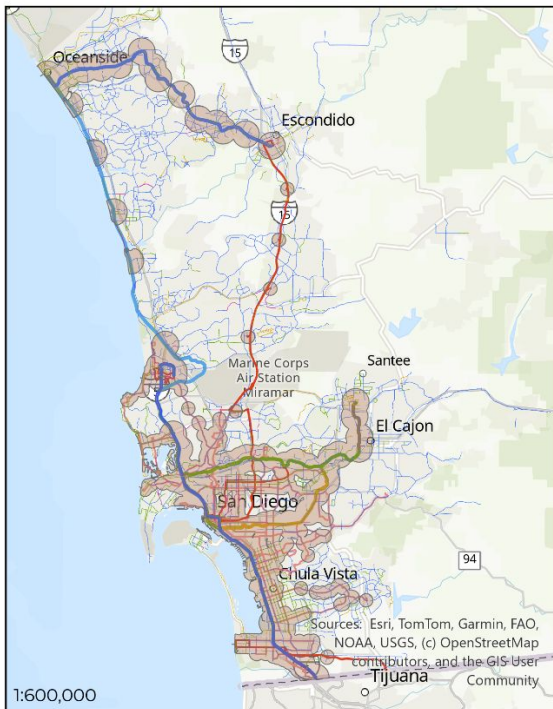 Oceanside
15
Escondido
15
Marine Corps
Air Station
Miramar
Santee
El Cajon
San Diego
94
Chula Vista
Sources: Esri, TomTom, Garmin, FAO,
NOAA, USGS, (c) OpenStreetMap
contributors, and the GIS User
Community
Tijuana
1:600,000